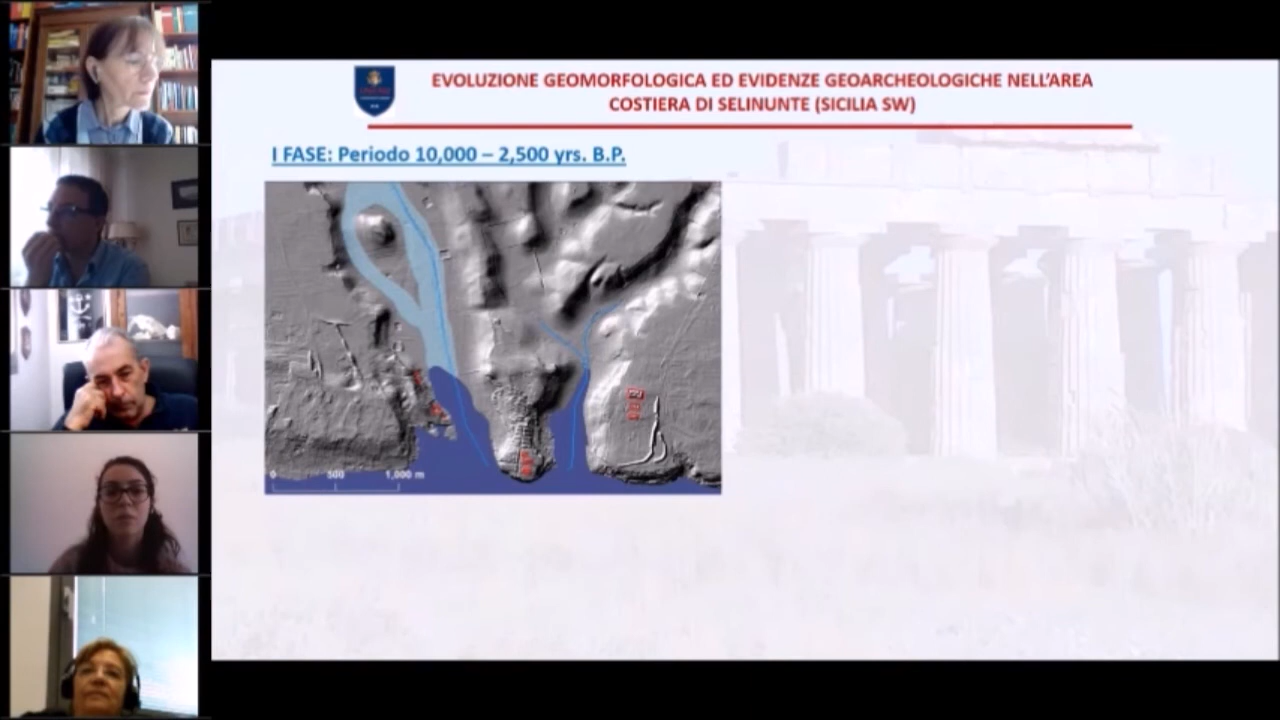 EVOLUZIONE GEOMORFOLOGICA ED EVIDENZE GEOARCHEOLOGICHE NELL'AREA
COSTIERA DI SELINUNTE (SICILIA SW)
I FASE: Periodo 10,000 – 2,500 yrs. B.P.
0 500 1,000 m